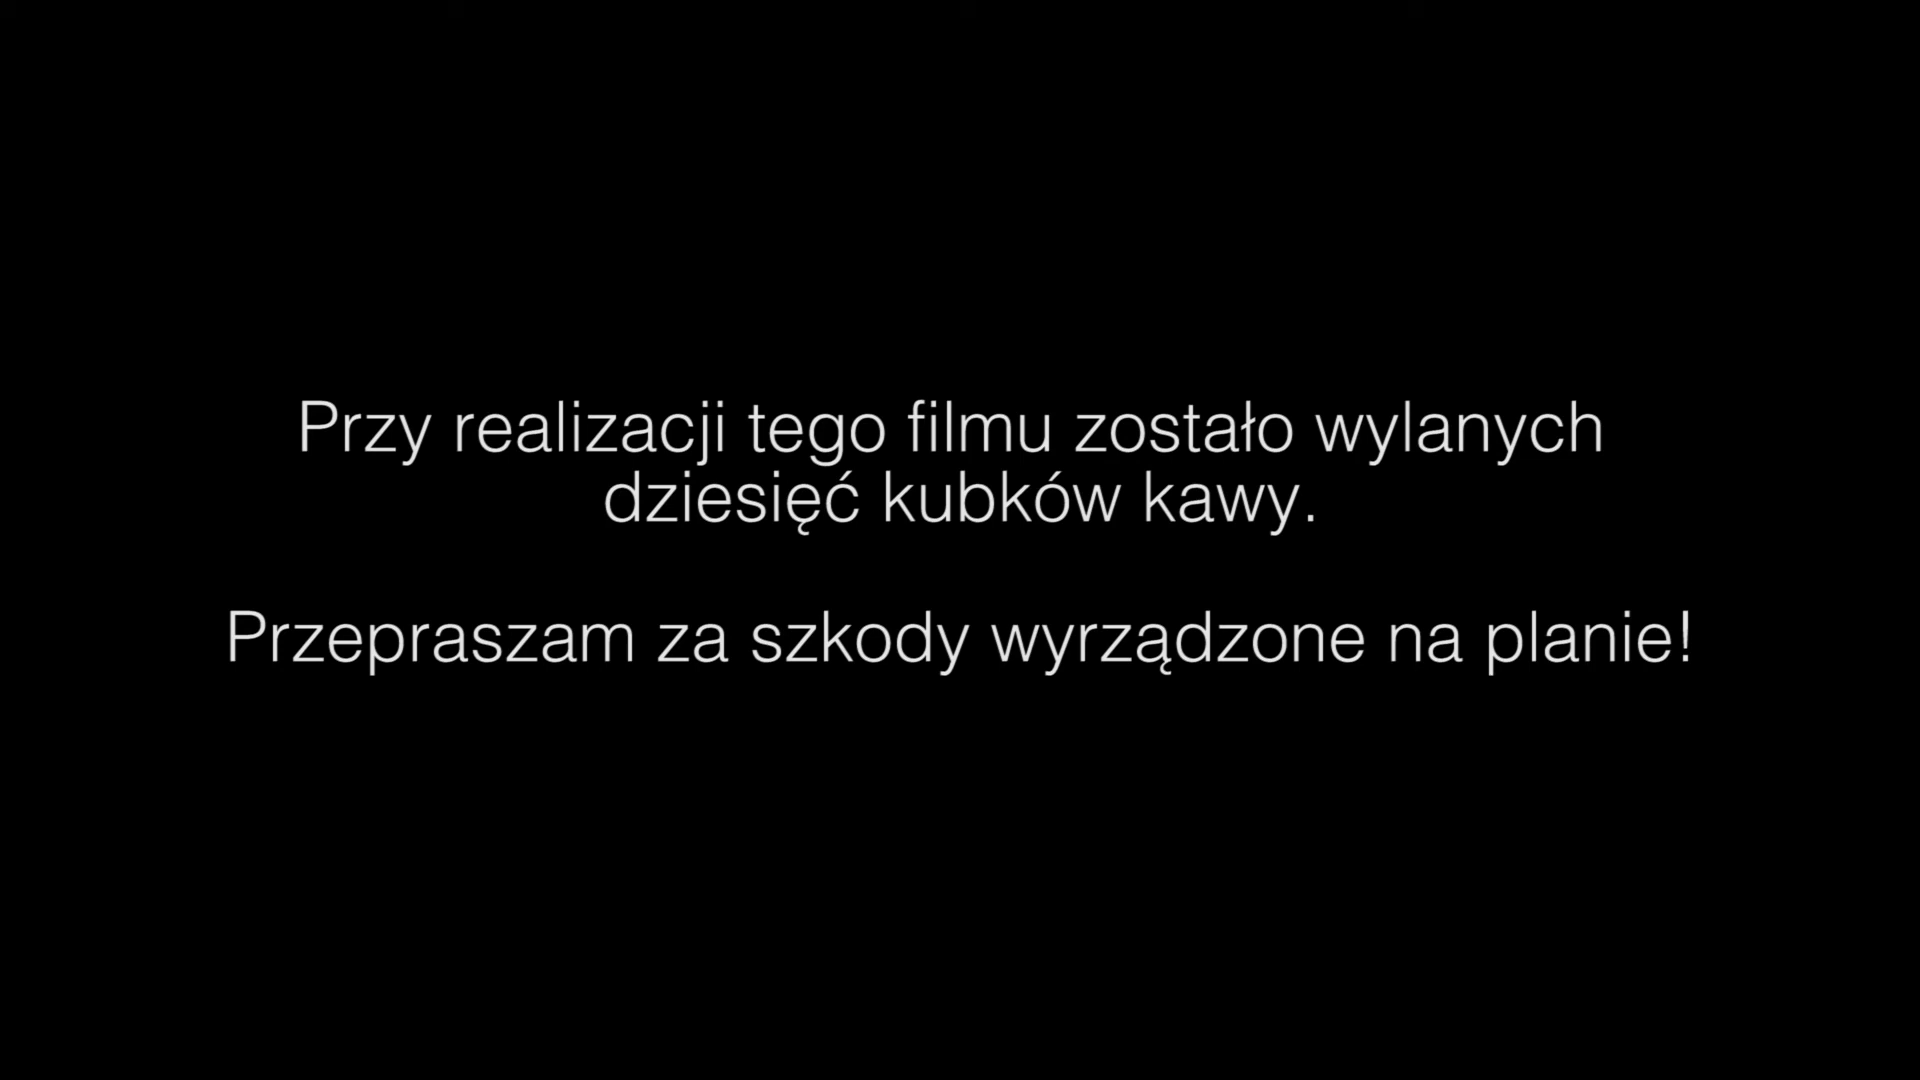 Przy realizacji tego filmu zostało wylanych
dziesięć kubków kawy.
Przepraszam za szkody wyrządzone na planie!